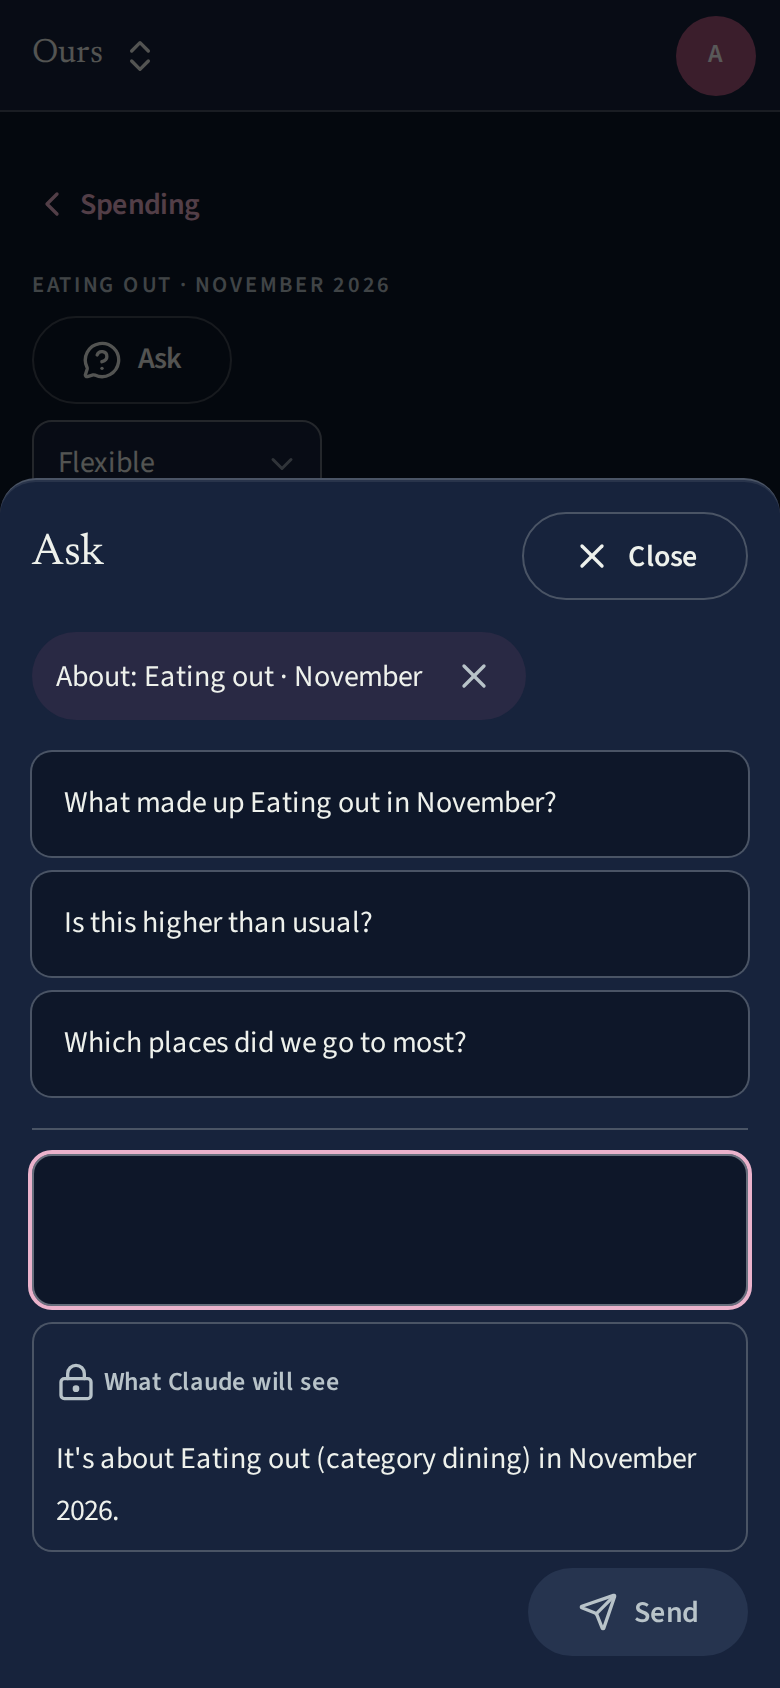 Ours
A
Spending
EATING OUT · NOVEMBER 2026
Ask
Flexible
Ask
Close
About: Eating out · November
What made up Eating out in November?
Is this higher than usual?
Which places did we go to most?
What Claude will see
It's about Eating out (category dining) in November
2026.
Send